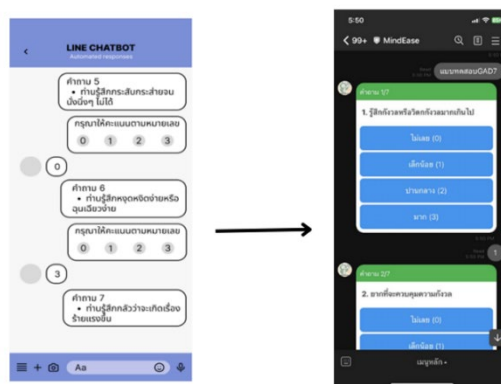 LINE CHATBOT
Automated responses
คำถาม 5
• ท่านรู้สึกกระสับกระส่ายจน
นั่งนิ่งๆ ไม่ได้
กรุณาให้คะแนนตามหมายเลข
0 1 2 3
0
คำถาม 6
• ท่านรู้สึกหงุดหงิดง่ายหรือ
ฉุนเฉียวง่าย
กรุณาให้คะแนนตามหมายเลข
0 1 2 3
3
คำถาม 7
• ท่านรู้สึกกลัวว่าจะเกิดเรื่อง
ร้ายแรงขึ้น
Aa
5:50
99+ MindEase
แบบทดสอบGAD7
คำถาม 1/7
1. รู้สึกกังวลหรือวิตกกังวลมากเกินไป
ไม่เลย (0)
เล็กน้อย (1)
ปานกลาง (2)
มาก (3)
1
คำถาม 2/7
2. ยากที่จะควบคุมความกังวล
ไม่เลย (0)
เล็กน้อย (1)
เมนูหลัก